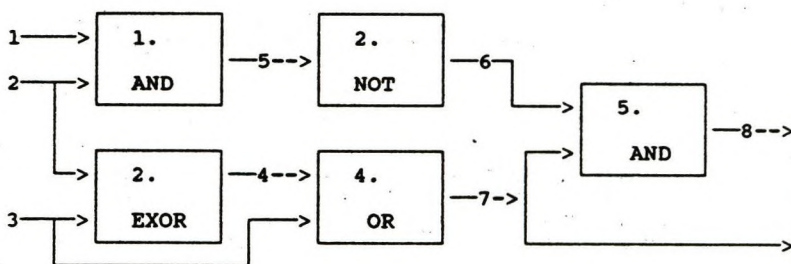 1 1. 2.
2 AND 5 NOT 6
5.
AND 8
2. 4 4.
3 EXOR OR 7